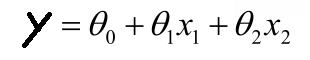 y = θ₀ + θ₁x₁ + θ₂x₂